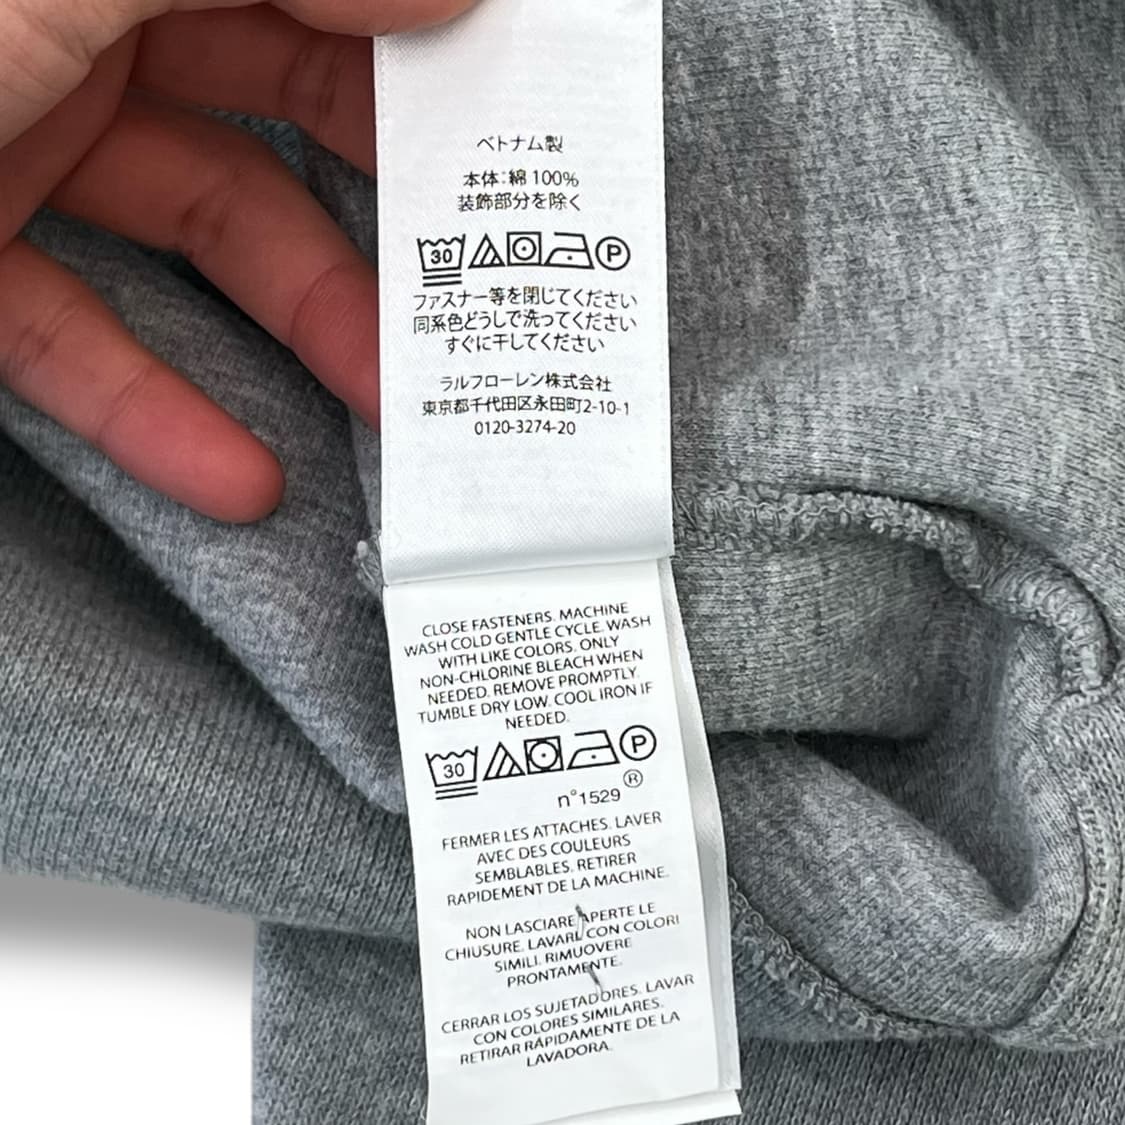 ベトナム製
本体:綿 100%
装飾部分を除く
30 P
ファスナー等を閉じてください
同系色どうしで洗ってください
すぐに干してください
ラルフローレン株式会社
東京都千代田区永田町2-10-1
0120-3274-20
CLOSE FASTENERS. MACHINE
WASH COLD GENTLE CYCLE. WASH
WITH LIKE COLORS. ONLY
NON-CHLORINE BLEACH WHEN
NEEDED. REMOVE PROMPTLY.
TUMBLE DRY LOW. COOL IRON IF
NEEDED.
30 P
®
n°1529
FERMER LES ATTACHES. LAVER
AVEC DES COULEURS
SEMBLABLES. RETIRER
RAPIDEMENT DE LA MACHINE.
NON LASCIARE APERTE LE
CHIUSURE. LAVARE CON COLORI
SIMILI. RIMUOVERE
PRONTAMENTE.
CERRAR LOS SUJETADORES. LAVAR
CON COLORES SIMILARES.
RETIRAR RÁPIDAMENTE DE LA
LAVADORA.